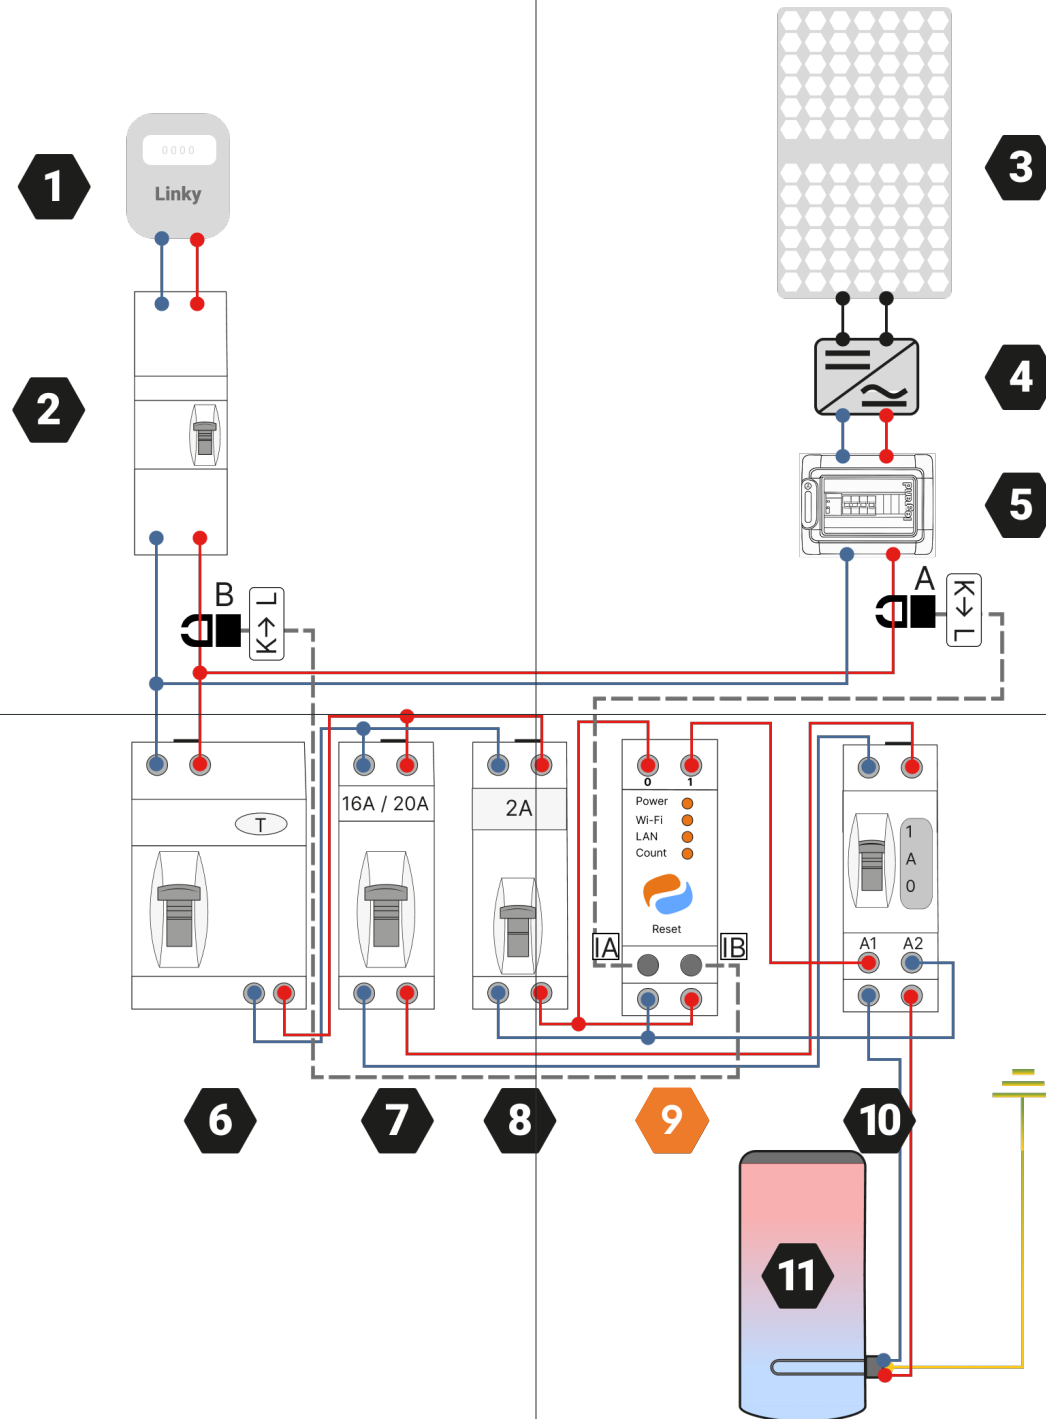 1
0000
Linky
2
3
4
5
B
K→L
A
K→L
T
16A / 20A
2A
0 1
Power
Wi-Fi
LAN
Count
Reset
IA
IB
1
A
0
A1 A2
6
7
8
9
10
11